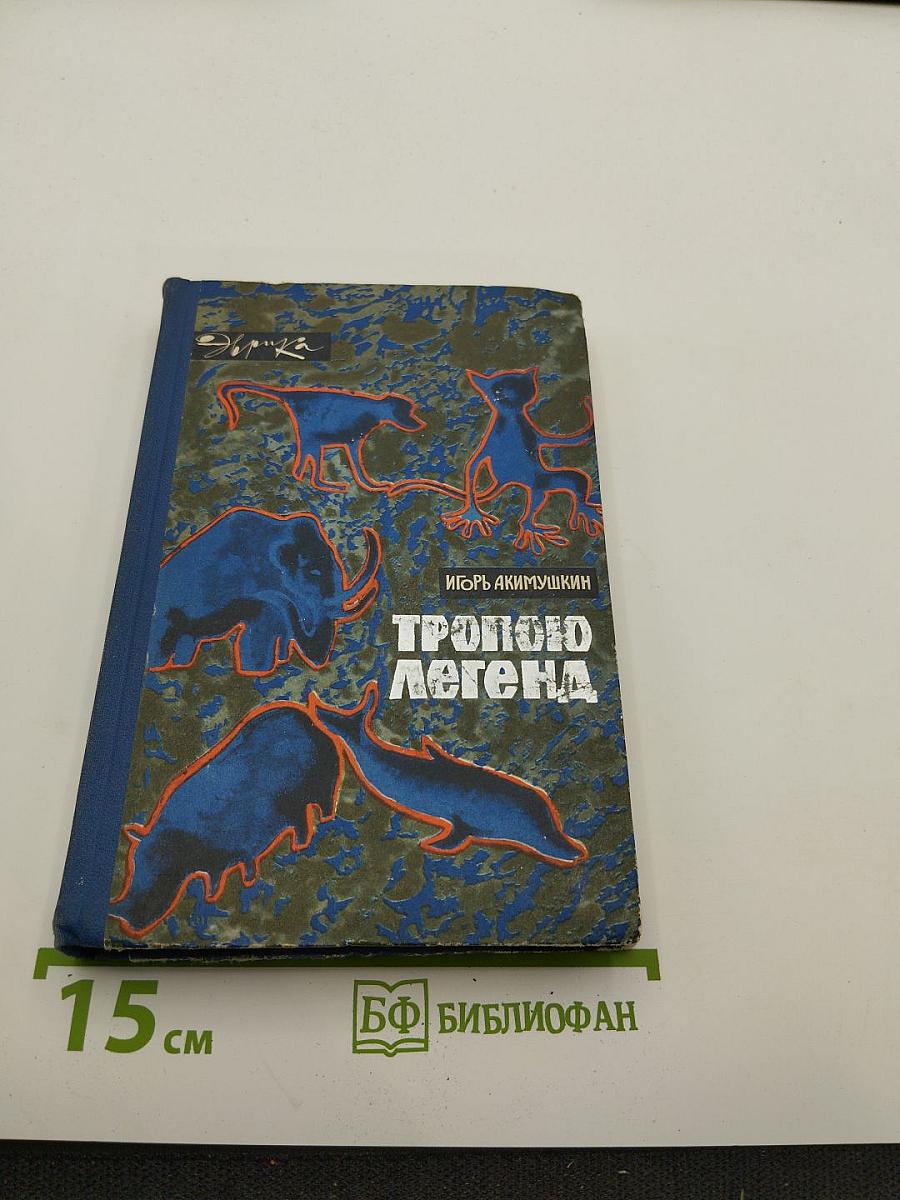 Эврика
ИГОРЬ АКИМУШКИН
ТРОПОЮ
ЛЕГЕНД
15 см
БФ БИБЛИОФАН